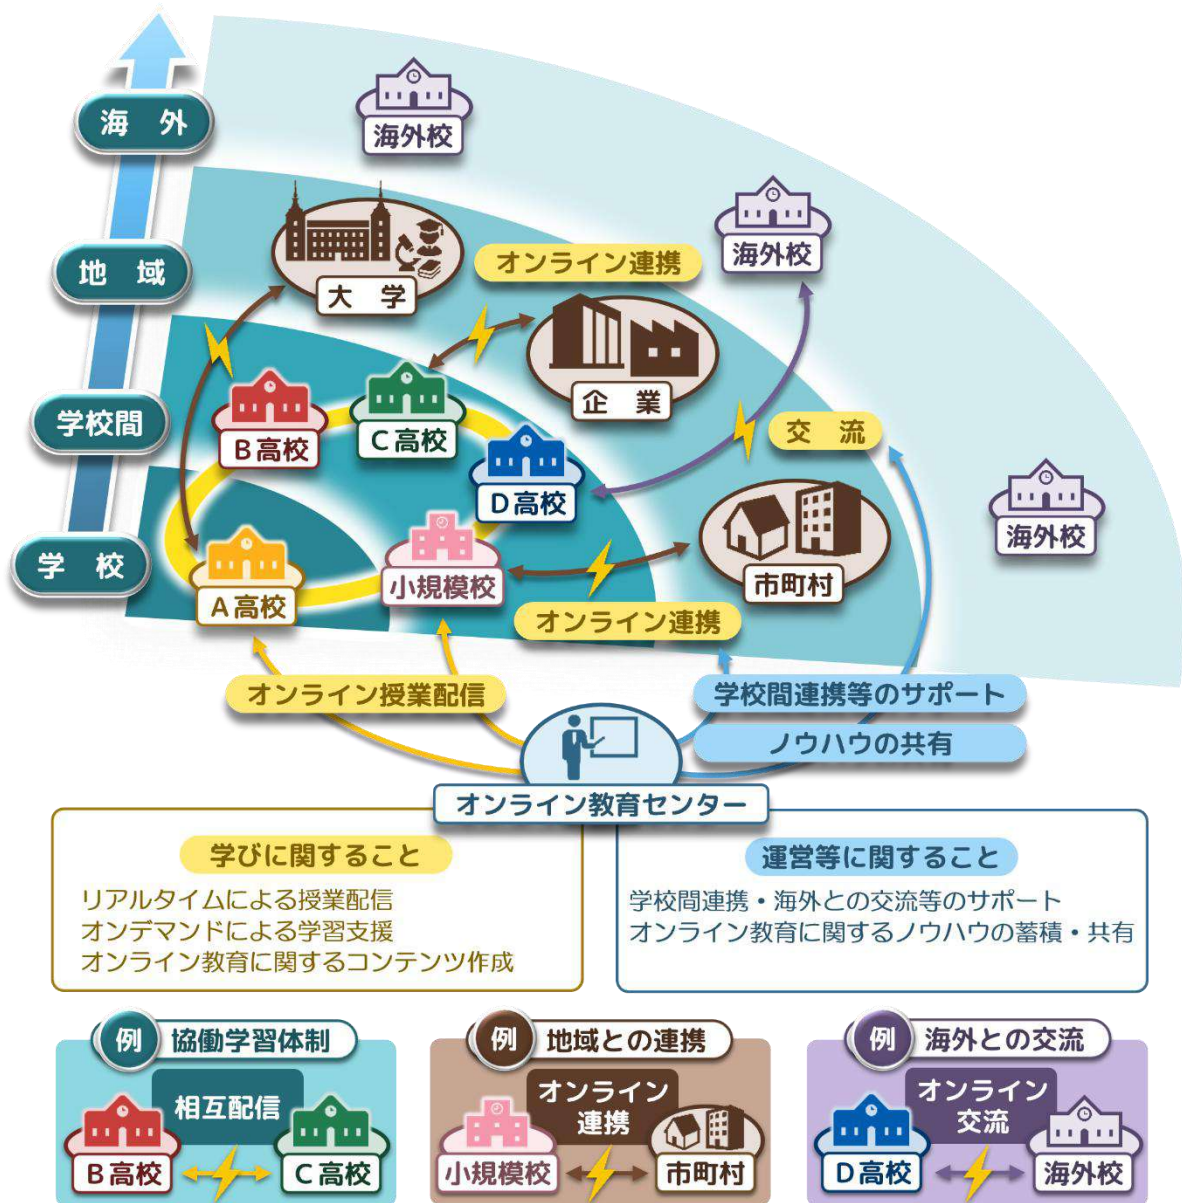 海 外
海外校
地 域
大 学
オンライン連携
海外校
企 業
学校間
B高校
C高校
D高校
交 流
海外校
学 校
A高校
小規模校
市町村
オンライン連携
オンライン授業配信
学校間連携等のサポート
ノウハウの共有
オンライン教育センター
学びに関すること
リアルタイムによる授業配信
オンデマンドによる学習支援
オンライン教育に関するコンテンツ作成
運営等に関すること
学校間連携・海外との交流等のサポート
オンライン教育に関するノウハウの蓄積・共有
例 協働学習体制
相互配信
B高校
C高校
例 地域との連携
オンライン
連携
小規模校
市町村
例 海外との交流
オンライン
交流
D高校
海外校